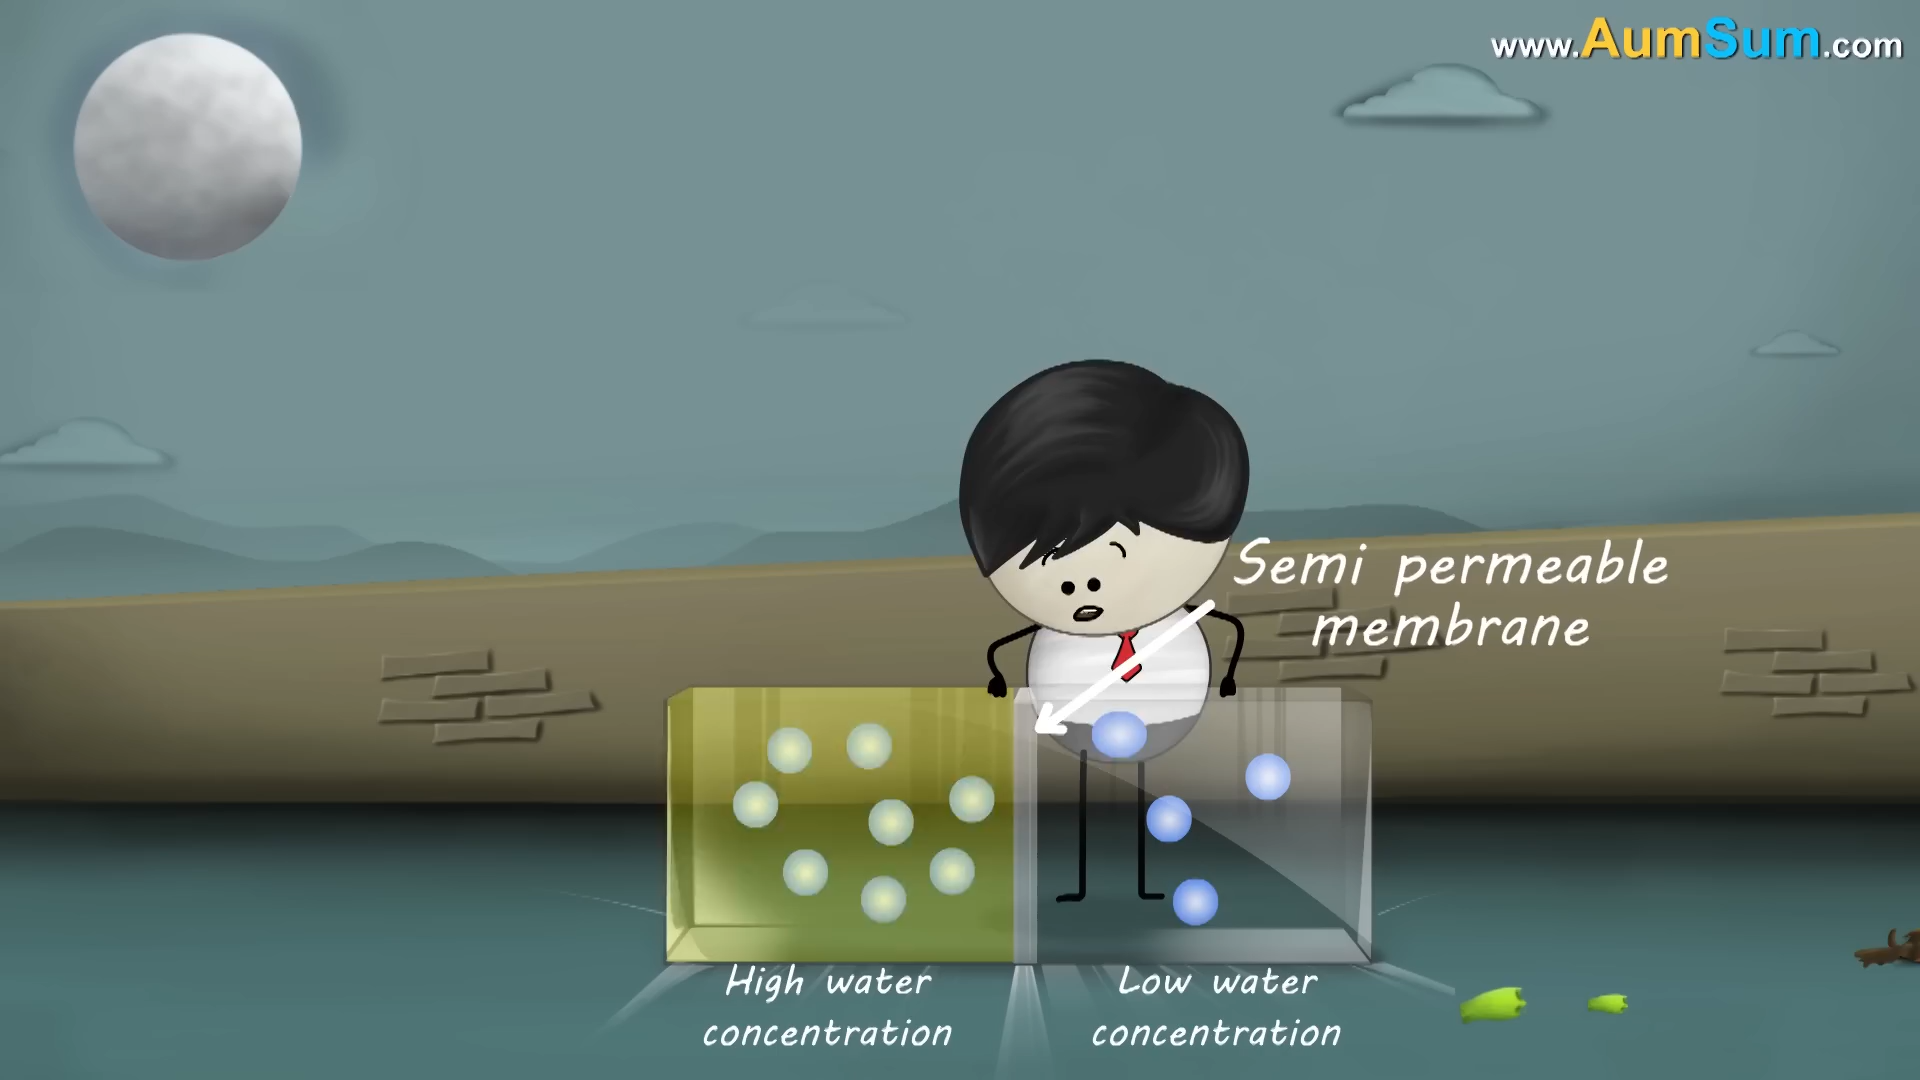 www.AumSum.com
Semi permeable
membrane
High water
concentration
Low water
concentration